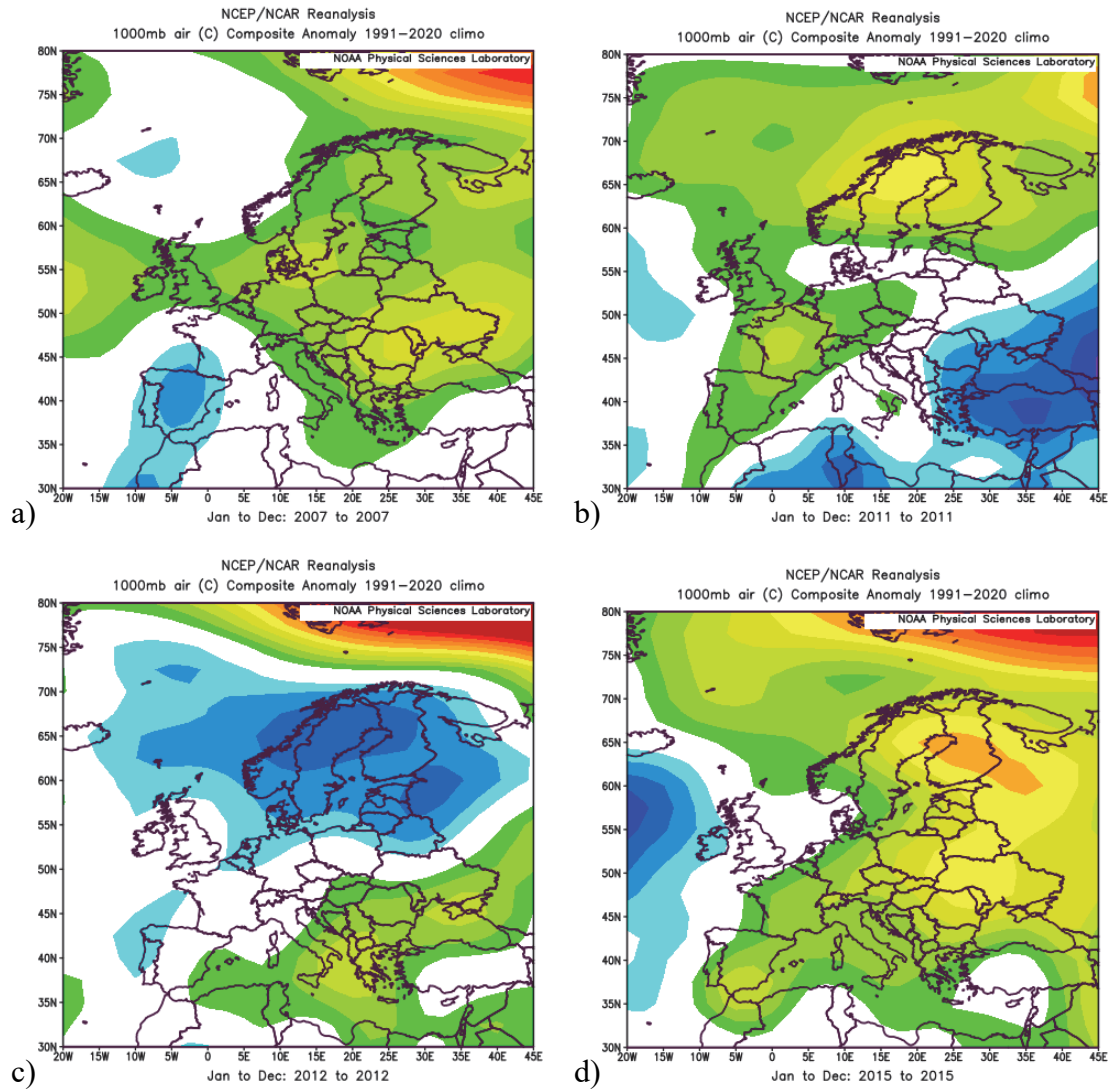 NCEP/NCAR Reanalysis
1000mb air (C) Composite Anomaly 1991-2020 climo
NOAA Physical Sciences Laboratory
80N
75N
70N
65N
60N
55N
50N
45N
40N
35N
30N
20W 15W 10W 5W 0 5E 10E 15E 20E 25E 30E 35E 40E 45E
Jan to Dec: 2007 to 2007
a)
NCEP/NCAR Reanalysis
1000mb air (C) Composite Anomaly 1991-2020 climo
NOAA Physical Sciences Laboratory
80N
75N
70N
65N
60N
55N
50N
45N
40N
35N
30N
20W 15W 10W 5W 0 5E 10E 15E 20E 25E 30E 35E 40E 45E
Jan to Dec: 2011 to 2011
b)
NCEP/NCAR Reanalysis
1000mb air (C) Composite Anomaly 1991-2020 climo
NOAA Physical Sciences Laboratory
80N
75N
70N
65N
60N
55N
50N
45N
40N
35N
30N
20W 15W 10W 5W 0 5E 10E 15E 20E 25E 30E 35E 40E 45E
Jan to Dec: 2012 to 2012
c)
NCEP/NCAR Reanalysis
1000mb air (C) Composite Anomaly 1991-2020 climo
NOAA Physical Sciences Laboratory
80N
75N
70N
65N
60N
55N
50N
45N
40N
35N
30N
20W 15W 10W 5W 0 5E 10E 15E 20E 25E 30E 35E 40E 45E
Jan to Dec: 2015 to 2015
d)